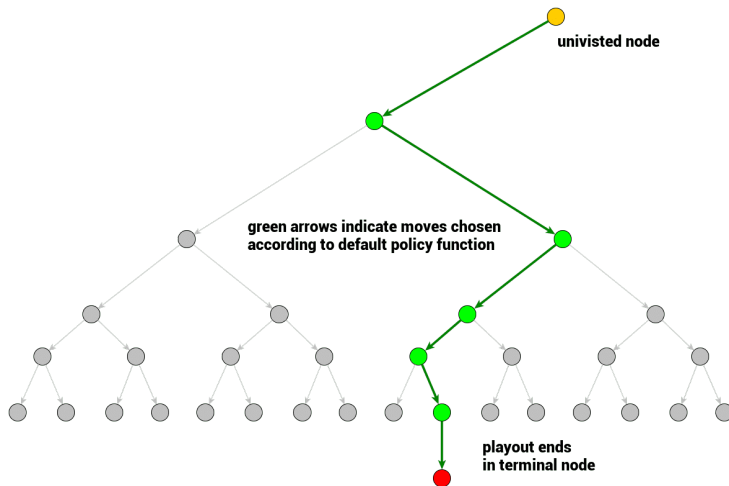 univisted node
green arrows indicate moves chosen
according to default policy function
playout ends
in terminal node